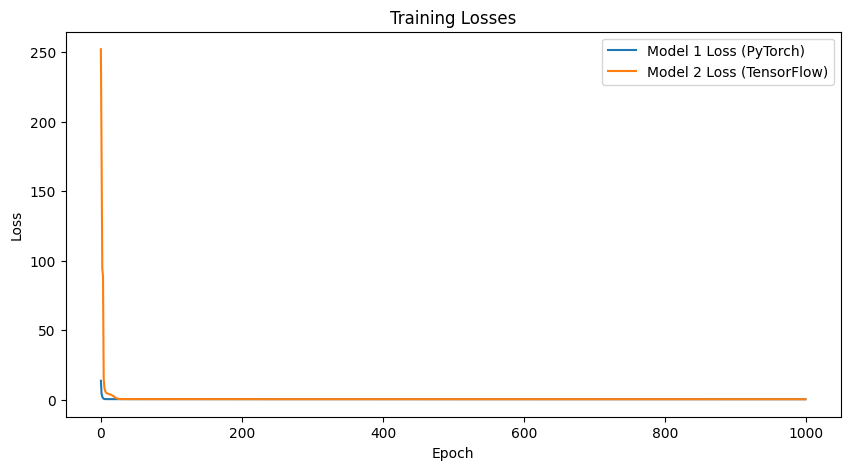 Training Losses
Model 1 Loss (PyTorch)
Model 2 Loss (TensorFlow)
250
200
150
100
50
0
Loss
0 200 400 600 800 1000
Epoch